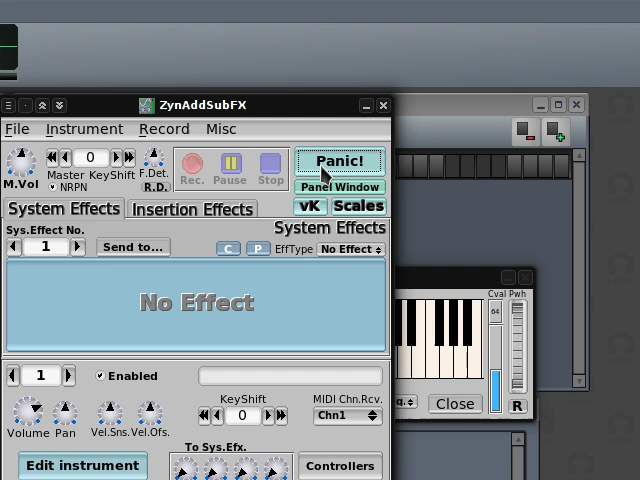 ZynAddSubFX
File Instrument Record Misc
M.Vol
0
Master KeyShift
NRPN
F.Det.
R.D.
Rec. Pause Stop
Panic!
Panel Window
vK Scales
System Effects Insertion Effects
Sys.Effect No.
System Effects
1 Send to...
C P EffType No Effect
No Effect
Cval Pwh
64
1 Enabled
KeyShift MIDI Chn.Rcv.
0 Chn1
Close R
Volume Pan Vel.Sns. Vel.Ofs.
To Sys.Efx.
Edit instrument Controllers